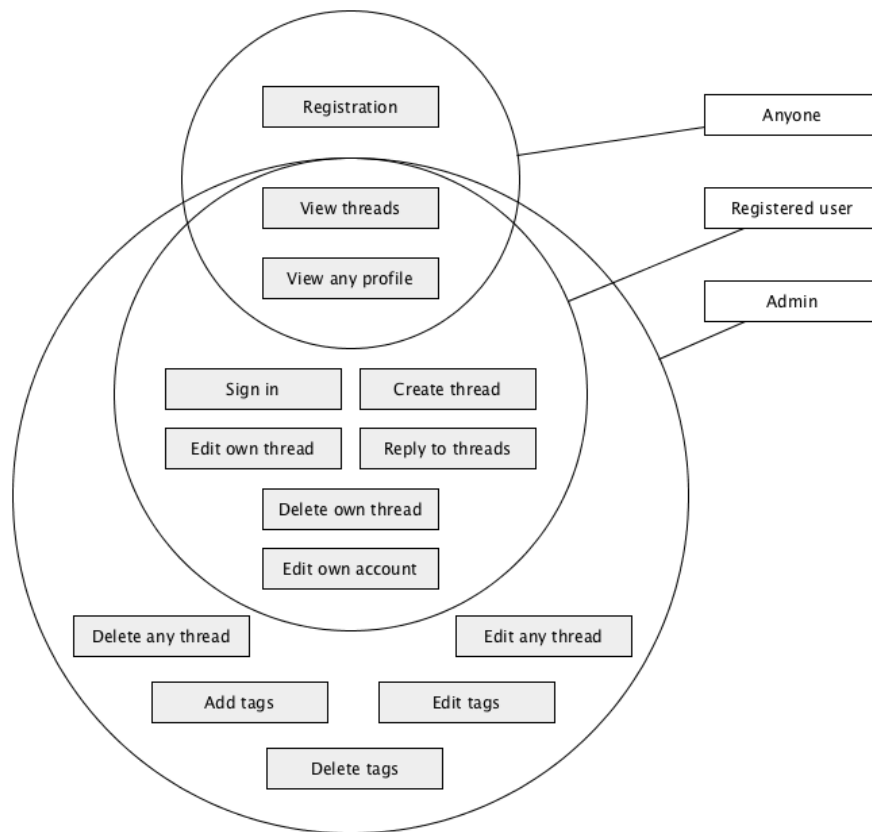 Registration
Anyone
View threads
Registered user
View any profile
Admin
Sign in
Create thread
Edit own thread
Reply to threads
Delete own thread
Edit own account
Delete any thread
Edit any thread
Add tags
Edit tags
Delete tags